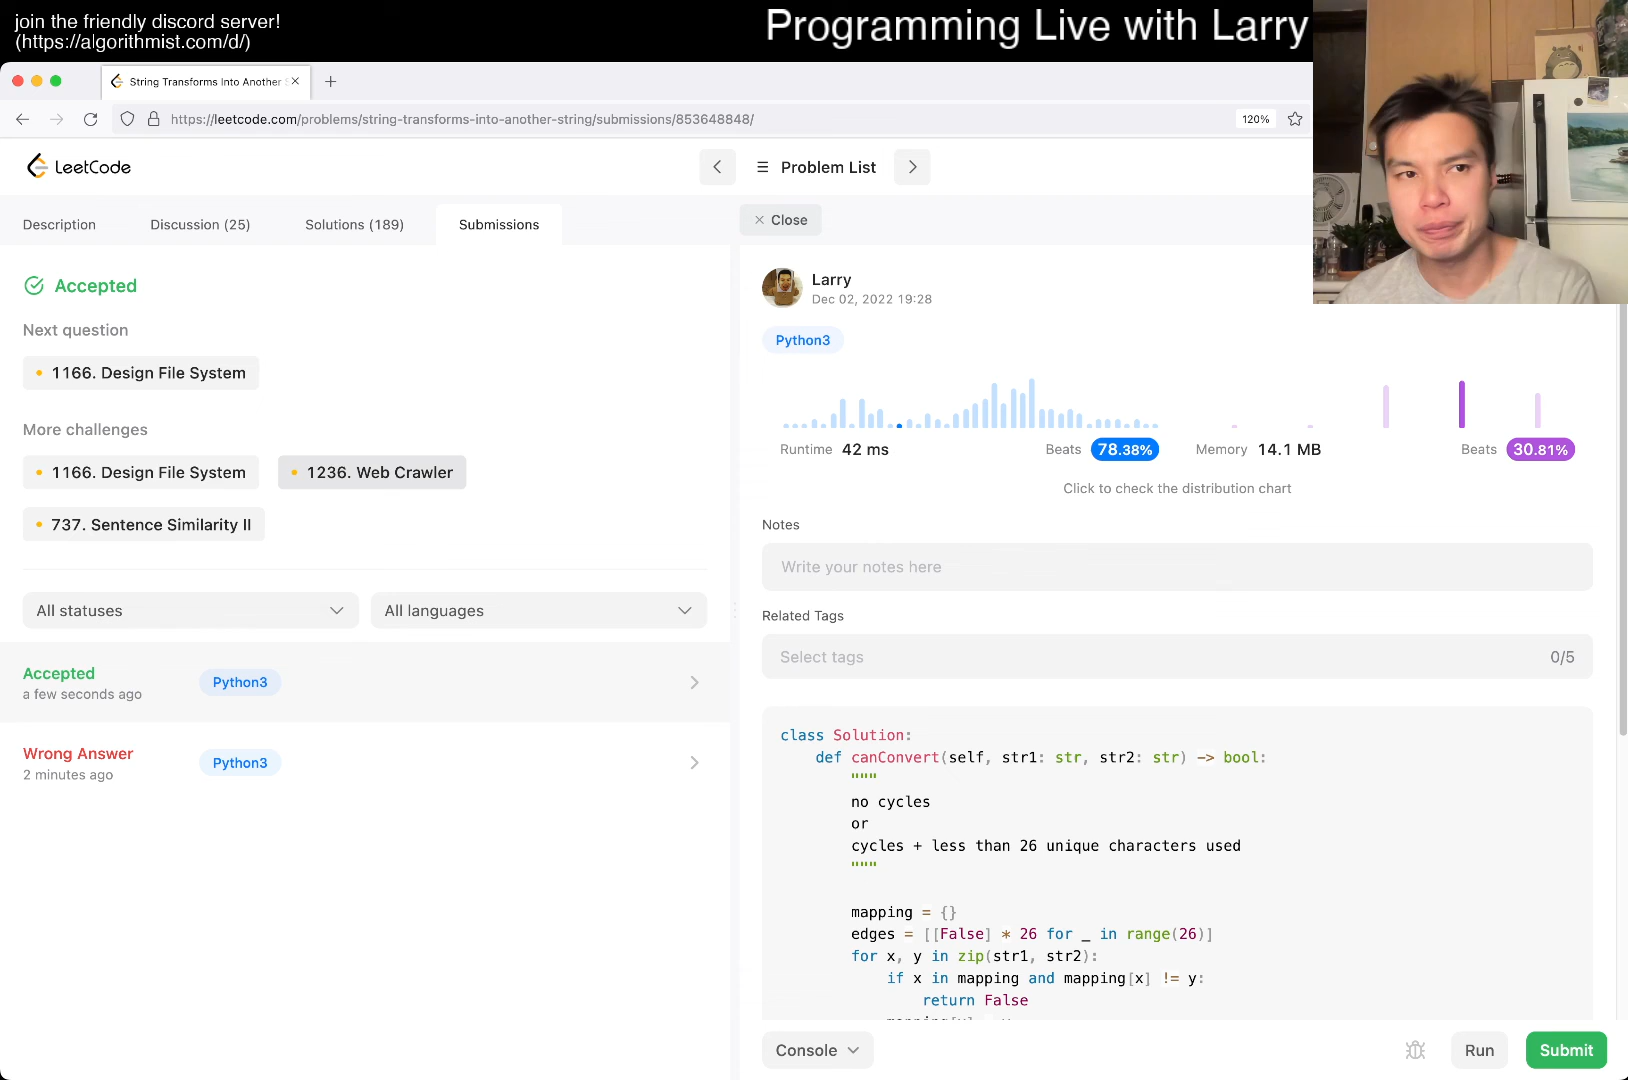 join the friendly discord server!
(https://algorithmist.com/d/)
Programming Live with Larry
String Transforms Into Another
https://leetcode.com/problems/string-transforms-into-another-string/submissions/853648848/
120%
LeetCode
Problem List
Description
Discussion (25)
Solutions (189)
Submissions
Close
Accepted
Next question
1166. Design File System
More challenges
1166. Design File System
1236. Web Crawler
737. Sentence Similarity II
All statuses
All languages
Accepted
a few seconds ago
Python3
Wrong Answer
2 minutes ago
Python3
Larry
Dec 02, 2022 19:28
Python3
Runtime 42 ms
Beats 78.38%
Memory 14.1 MB
Beats 30.81%
Click to check the distribution chart
Notes
Write your notes here
Related Tags
Select tags
0/5
class Solution:
def canConvert(self, str1: str, str2: str) -> bool:
"""
no cycles
or
cycles + less than 26 unique characters used
"""
mapping = {}
edges = [[False] * 26 for _ in range(26)]
for x, y in zip(str1, str2):
if x in mapping and mapping[x] != y:
return False
Console
Run
Submit